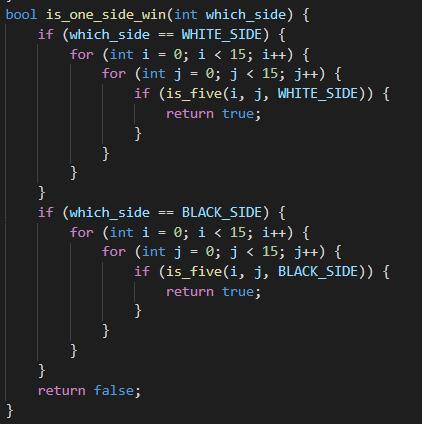 bool is_one_side_win(int which_side) {
    if (which_side == WHITE_SIDE) {
        for (int i = 0; i < 15; i++) {
            for (int j = 0; j < 15; j++) {
                if (is_five(i, j, WHITE_SIDE)) {
                    return true;
                }
            }
        }
    }
    if (which_side == BLACK_SIDE) {
        for (int i = 0; i < 15; i++) {
            for (int j = 0; j < 15; j++) {
                if (is_five(i, j, BLACK_SIDE)) {
                    return true;
                }
            }
        }
    }
    return false;
}